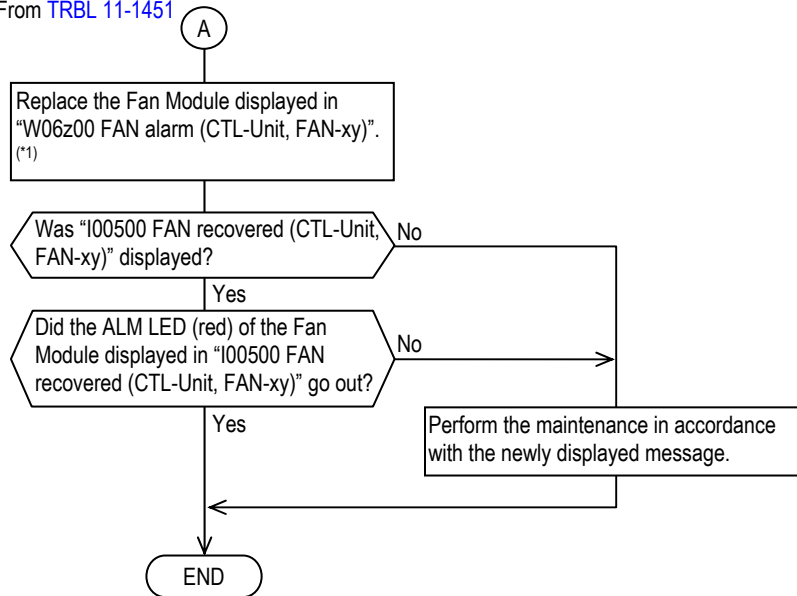 From TRBL 11-1451
A
Replace the Fan Module displayed in
“W06z00 FAN alarm (CTL-Unit, FAN-xy)”.
(*1)
Was “I00500 FAN recovered (CTL-Unit,
FAN-xy)” displayed?
No
Yes
Did the ALM LED (red) of the Fan
Module displayed in “I00500 FAN
recovered (CTL-Unit, FAN-xy)” go out?
No
Yes
Perform the maintenance in accordance
with the newly displayed message.
END